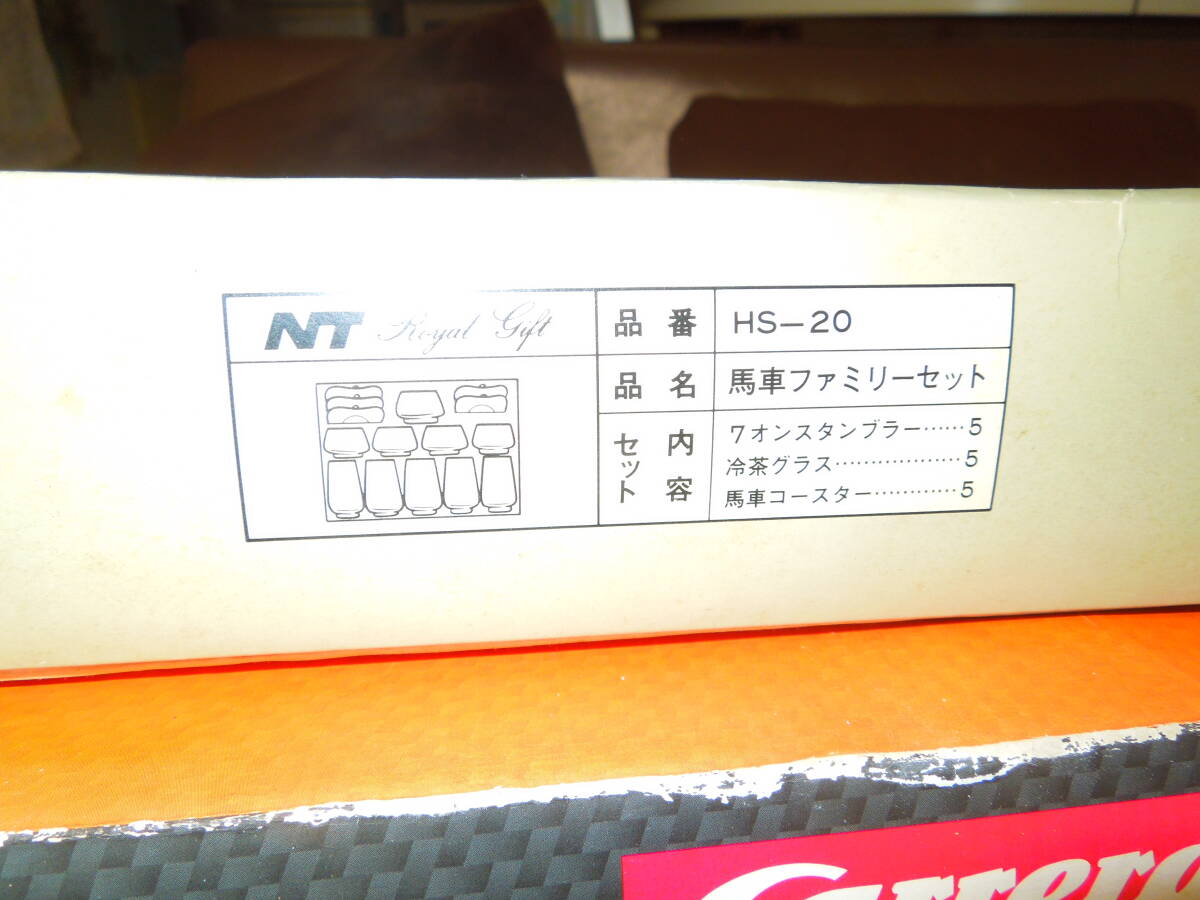 NT Royal Gift
品番 HS-20
品名 馬車ファミリーセット
セット内容
7オンスタンブラー……5
冷茶グラス………………5
馬車コースター…………5
Carrera